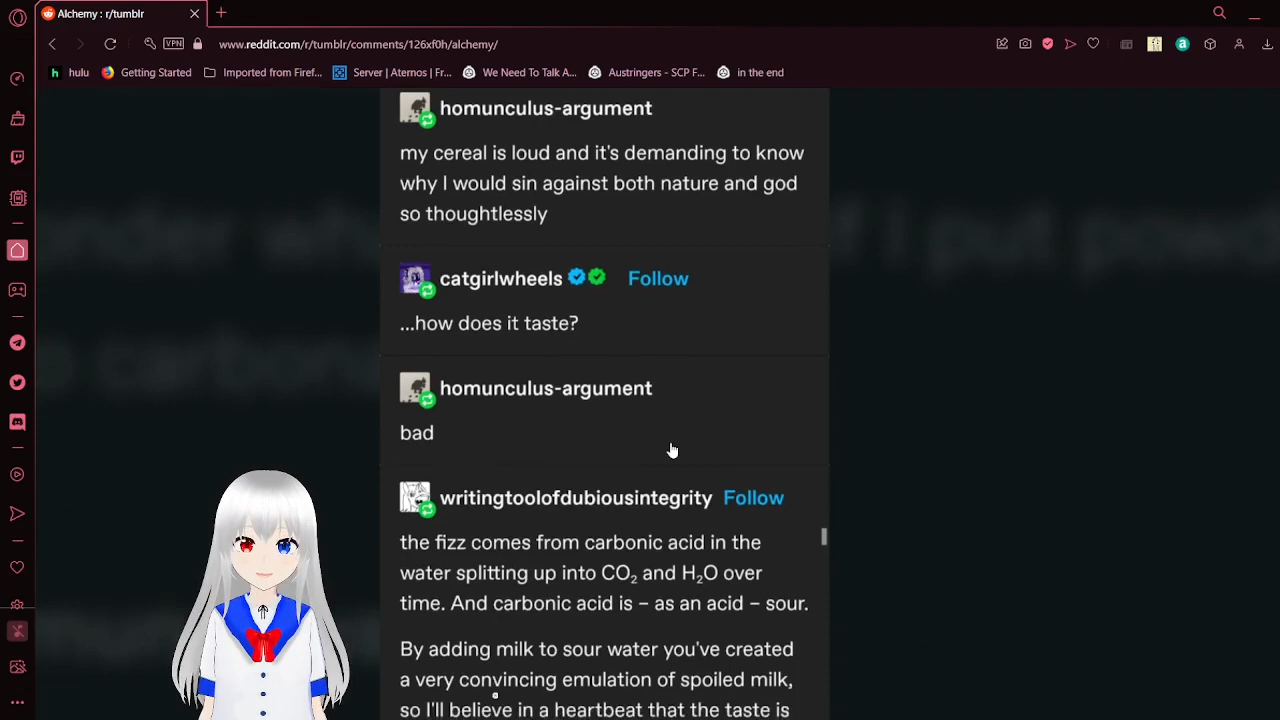 Alchemy : r/tumblr
VPN
www.reddit.com/r/tumblr/comments/126xf0h/alchemy/
hulu
Getting Started
Imported from Firef...
Server | Aternos | Fr...
We Need To Talk A...
Austringers - SCP F...
in the end
homunculus-argument
my cereal is loud and it's demanding to know
why I would sin against both nature and god
so thoughtlessly
catgirlwheels Follow
...how does it taste?
homunculus-argument
bad
writingtoolofdubiousintegrity Follow
the fizz comes from carbonic acid in the
water splitting up into CO₂ and H₂O over
time. And carbonic acid is – as an acid – sour.
By adding milk to sour water you've created
a very convincing emulation of spoiled milk,
so I'll believe in a heartbeat that the taste is